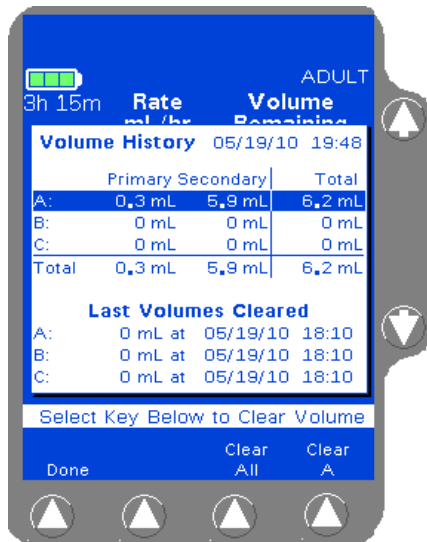 ADULT
3h 15m Rate Volume
mL/hr Remaining
Volume History 05/19/10 19:48
Primary Secondary Total
A: 0.3 mL 5.9 mL 6.2 mL
B: 0 mL 0 mL 0 mL
C: 0 mL 0 mL 0 mL
Total 0.3 mL 5.9 mL 6.2 mL
Last Volumes Cleared
A: 0 mL at 05/19/10 18:10
B: 0 mL at 05/19/10 18:10
C: 0 mL at 05/19/10 18:10
Select Key Below to Clear Volume
Clear Clear
Done All A